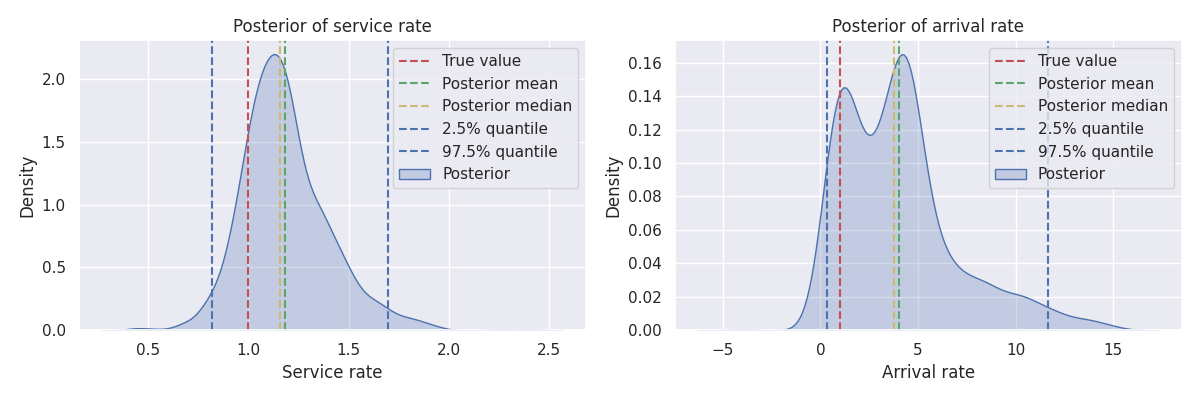 Posterior of service rate
Density
2.0
1.5
1.0
0.5
0.0
True value
Posterior mean
Posterior median
2.5% quantile
97.5% quantile
Posterior
0.5 1.0 1.5 2.0 2.5
Service rate
Posterior of arrival rate
Density
0.16
0.14
0.12
0.10
0.08
0.06
0.04
0.02
0.00
True value
Posterior mean
Posterior median
2.5% quantile
97.5% quantile
Posterior
−5 0 5 10 15
Arrival rate